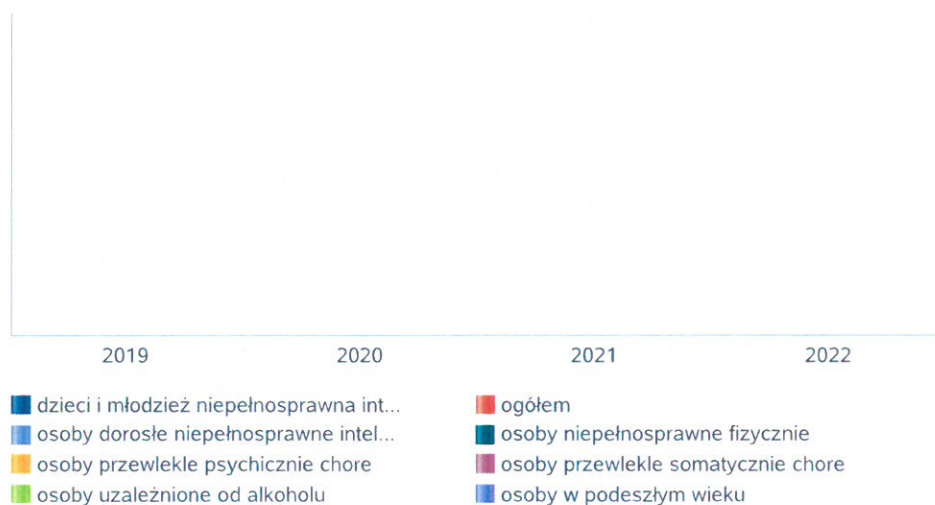 2019 2020 2021 2022
dzieci i młodzież niepełnosprawna int...
osoby dorosłe niepełnosprawne intel...
osoby przewlekle psychicznie chore
osoby uzależnione od alkoholu
ogółem
osoby niepełnosprawne fizycznie
osoby przewlekle somatycznie chore
osoby w podeszłym wieku